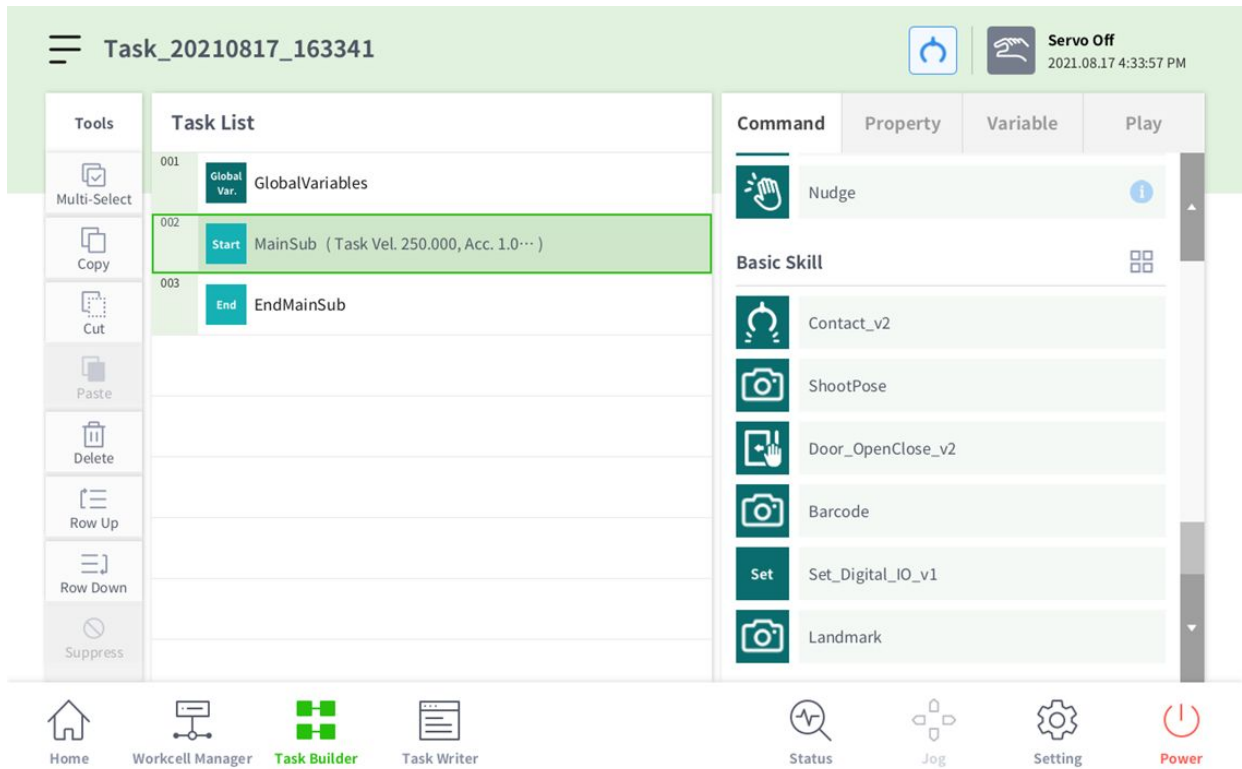 Task_20210817_163341
Servo Off
2021.08.17 4:33:57 PM
Tools
Multi-Select
Copy
Cut
Paste
Delete
Row Up
Row Down
Suppress
Task List
001
Global
Var.
GlobalVariables
002
Start
MainSub ( Task Vel. 250.000, Acc. 1.0··· )
003
End
EndMainSub
Command
Property
Variable
Play
Nudge
i
Basic Skill
Contact_v2
ShootPose
Door_OpenClose_v2
Barcode
Set
Set_Digital_IO_v1
Landmark
Home
Workcell Manager
Task Builder
Task Writer
Status
Jog
Setting
Power